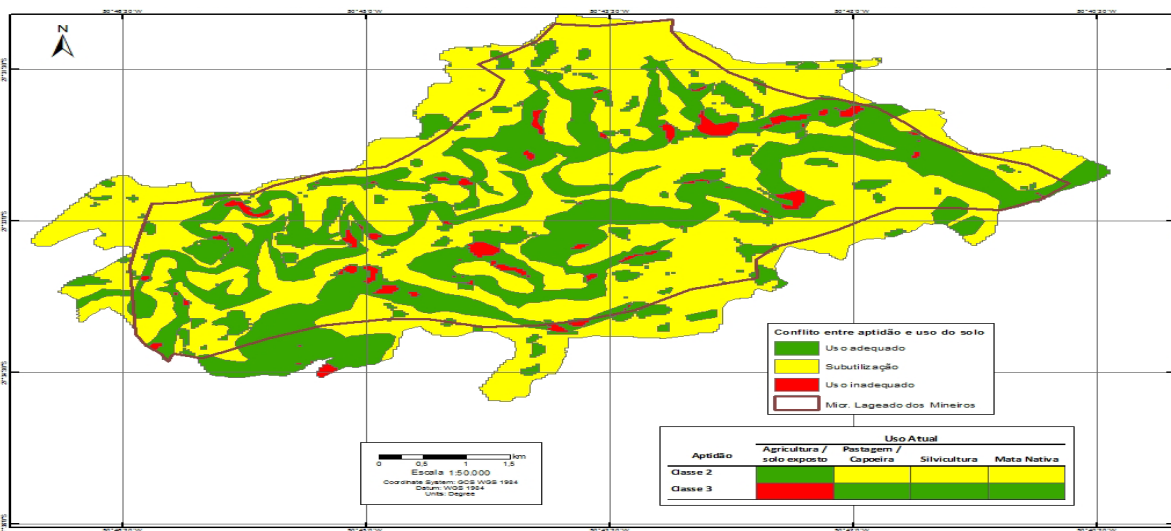 N
Conflito entre aptidão e uso do solo
Uso adequado
Subutilização
Uso inadequado
Micr. Lageado dos Mineiros
0 0,5 1 1,5 km
Escala 1:50.000
Coordinate System: GCS WGS 1984
Datum: WGS 1984
Units: Degree
Uso Atual
Aptidão Agricultura / solo exposto Pastagem / Capoeira Silvicultura Mata Nativa
Classe 2
Classe 3